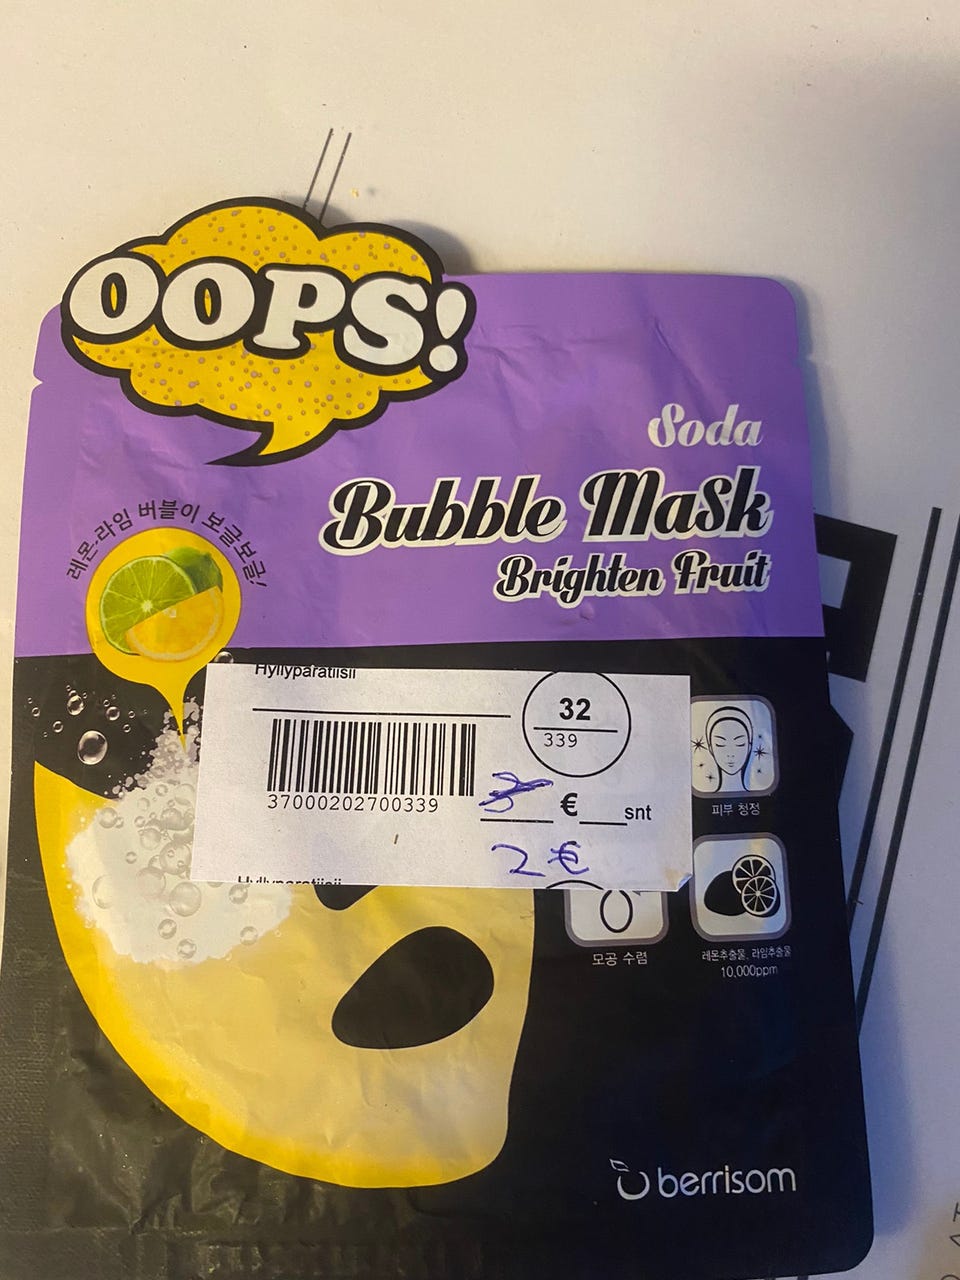 OOPS!
Soda
Bubble Mask
Brighten Fruit
레몬.라임 버블이 보글보글!
Hyllyparatiisi
32
339
37000202700339
€ snt
2 €
Hyllyparatiisii
피부 청정
모공 수렴
레몬추출물, 라임추출물
10,000ppm
berrisom